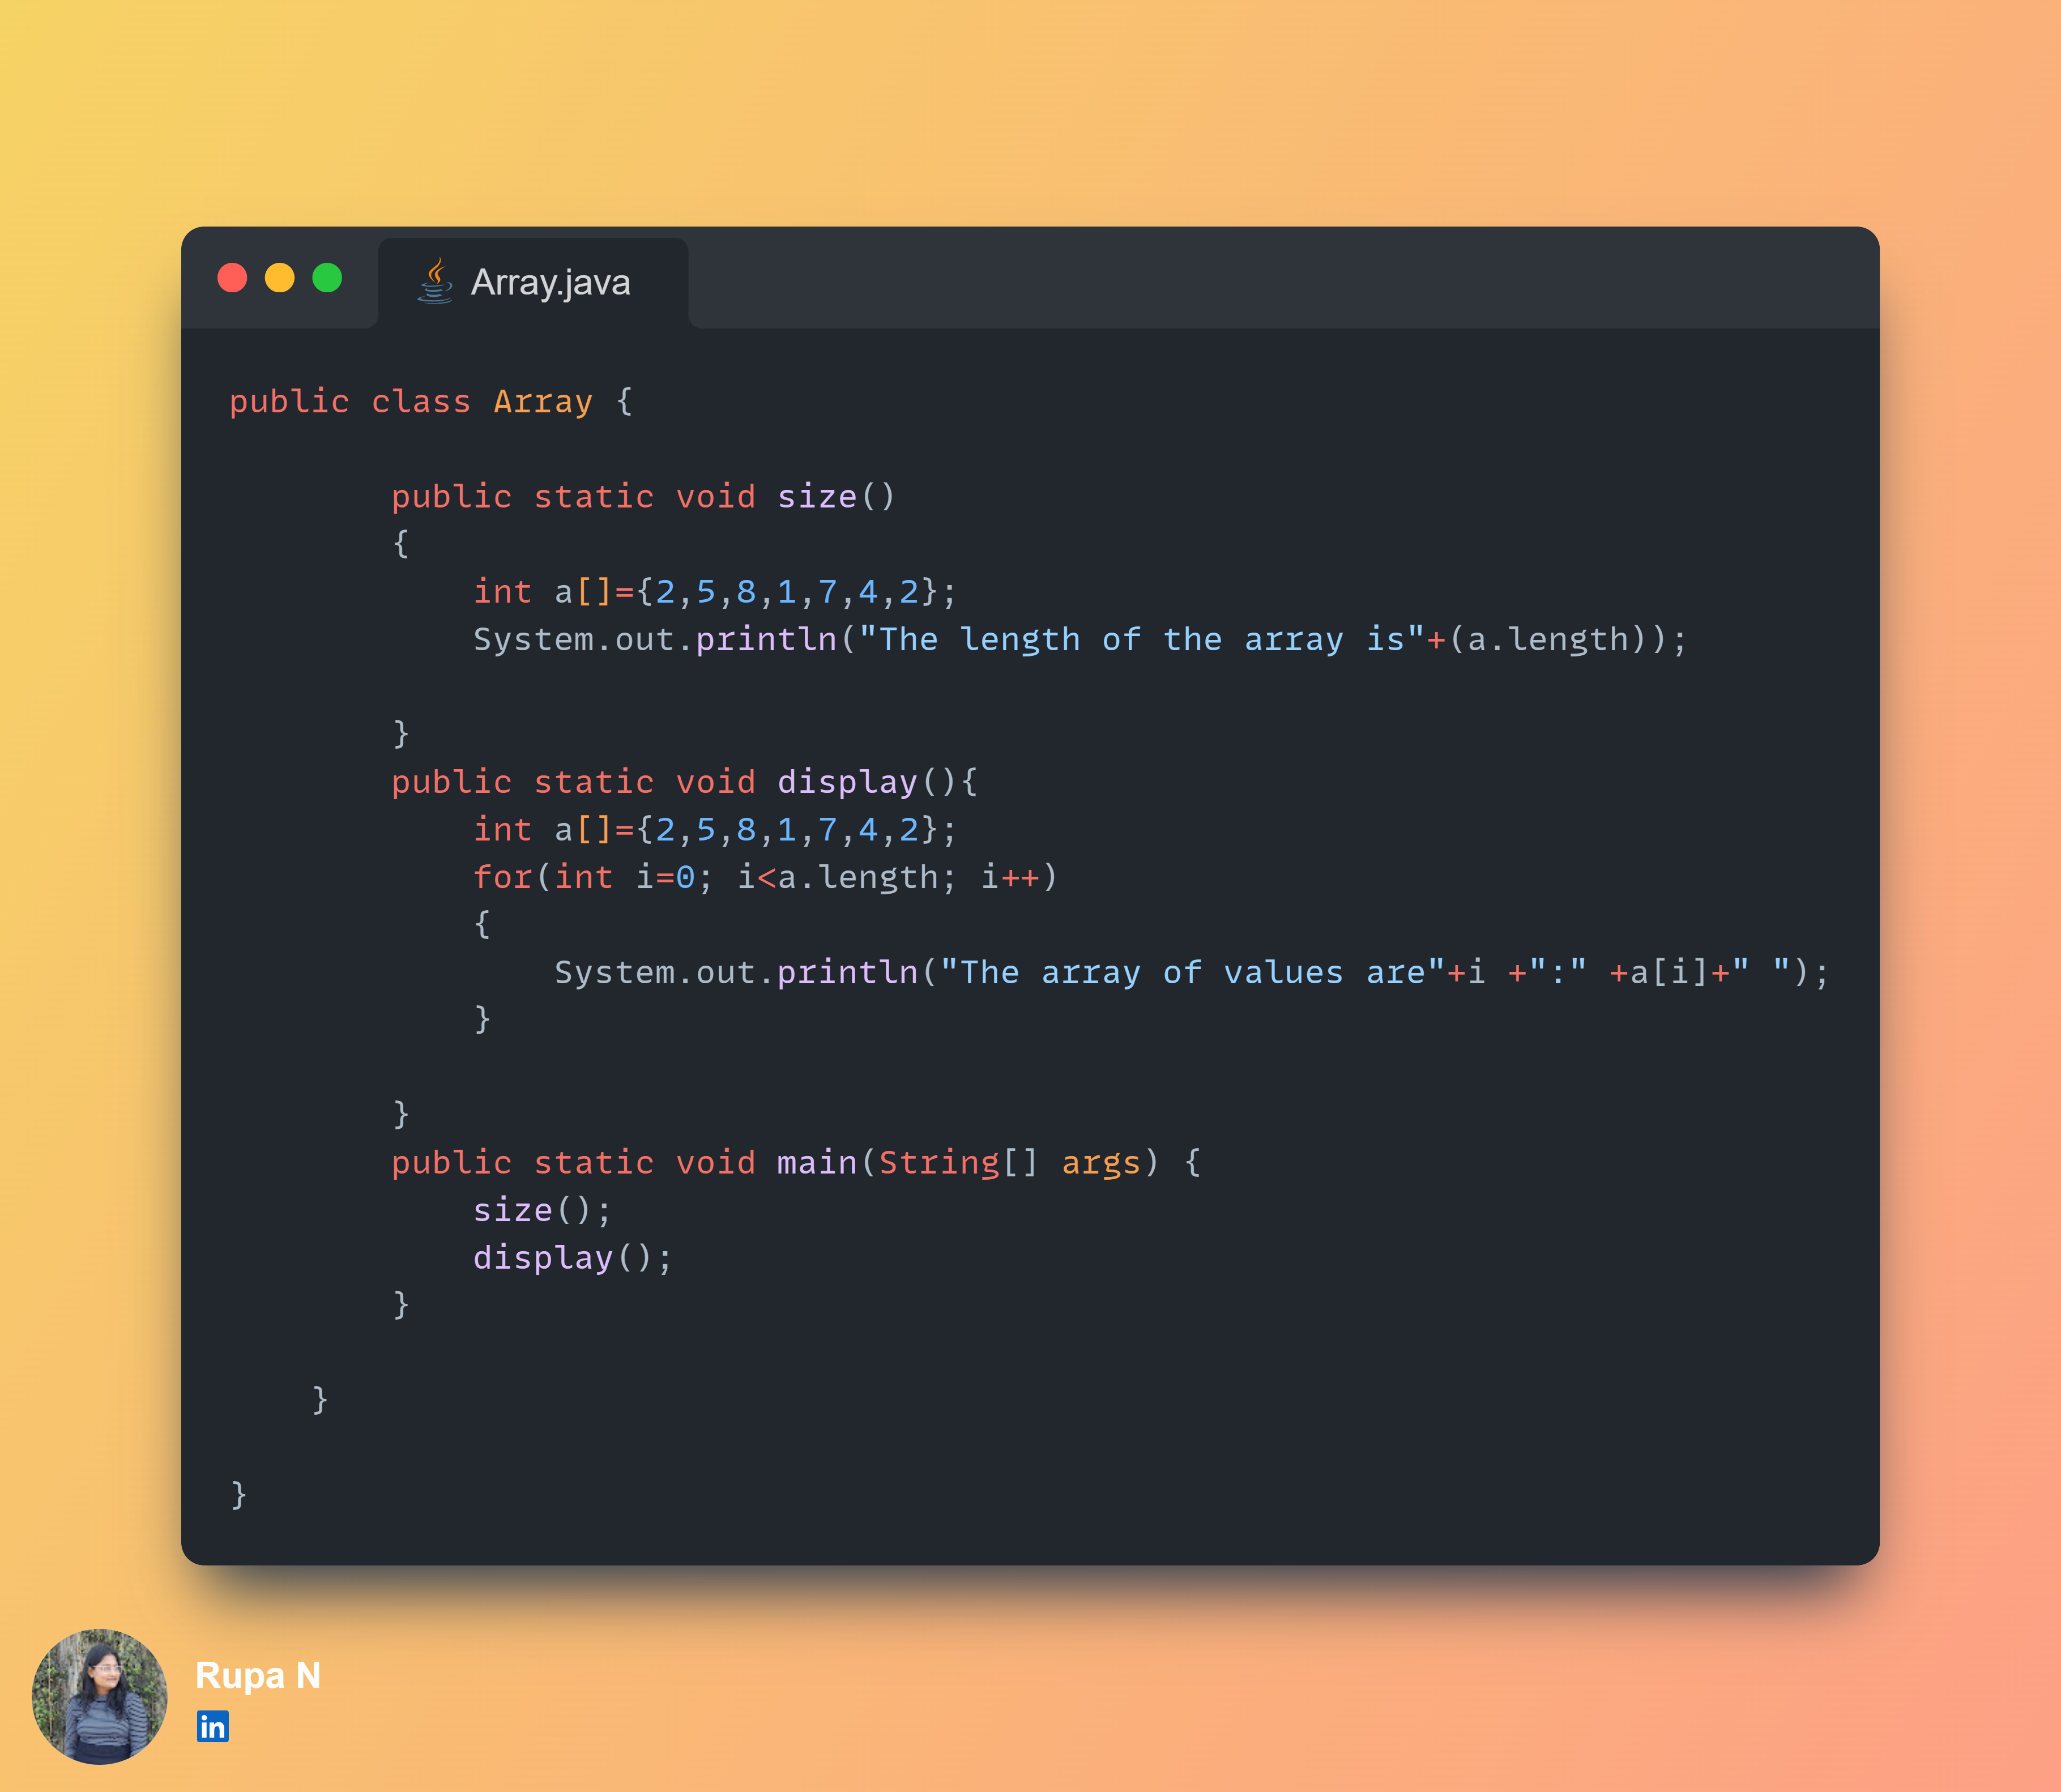 Array.java
public class Array {
public static void size()
{
int a[]={2,5,8,1,7,4,2};
System.out.println("The length of the array is"+(a.length));
}
public static void display(){
int a[]={2,5,8,1,7,4,2};
for(int i=0; i<a.length; i++)
{
System.out.println("The array of values are"+i +":" +a[i]+" ");
}
}
public static void main(String[] args) {
size();
display();
}
}
}
Rupa N
in